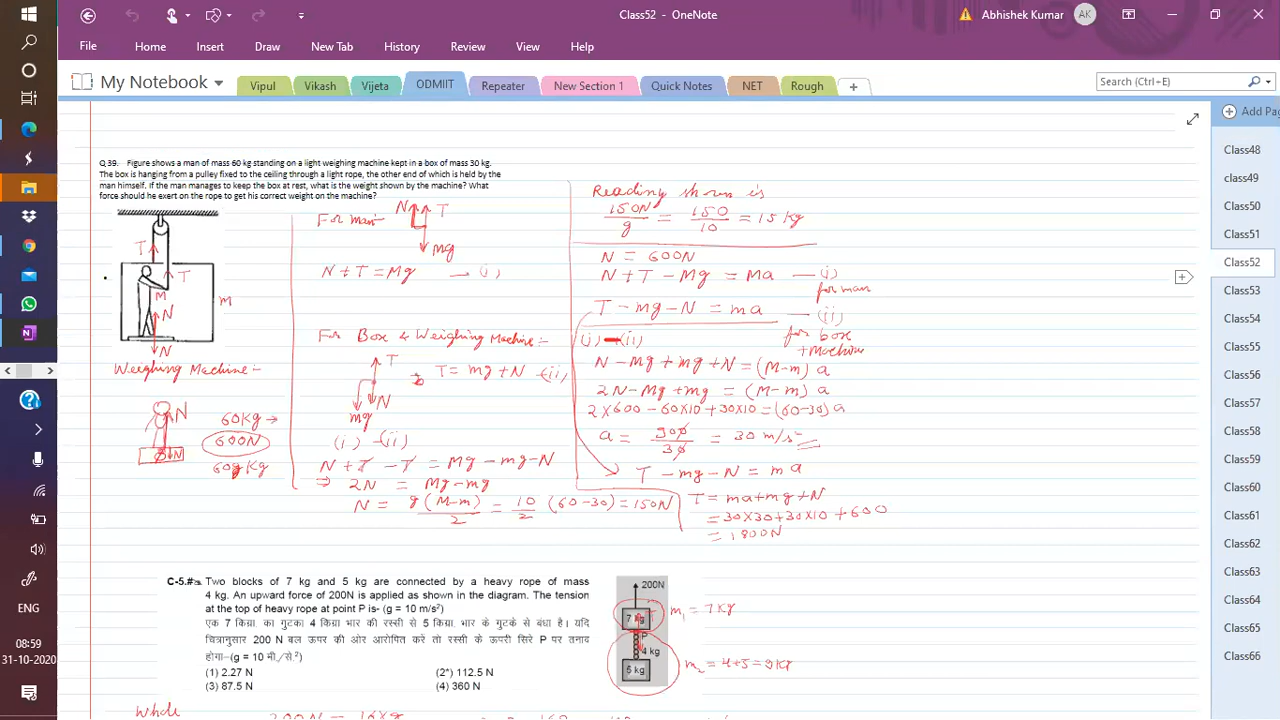 Class52 - OneNote
Abhishek Kumar AK
File Home Insert Draw New Tab History Review View Help
My Notebook Vipul Vikash Vijeta ODMIIT Repeater New Section 1 Quick Notes NET Rough +
Search (Ctrl+E)
Add Pag
Class48
class49
Class50
Class51
Class52
Class53
Class54
Class55
Class56
Class57
Class58
Class59
Class60
Class61
Class62
Class63
Class64
Class65
Class66
Q 39. Figure shows a man of mass 60 kg standing on a light weighing machine kept in a box of mass 30 kg.
The box is hanging from a pulley fixed to the ceiling through a light rope, the other end of which is held by the
man himself. If the man manages to keep the box at rest, what is the weight shown by the machine? What
force should he exert on the rope to get his correct weight on the machine?
T
T
M
N
N
m
Weighing Machine :-
N
N
60Kg →
600N
60g Kg
For man
N T
Mg
N + T = Mg — (i)
For Box & Weighing Machine :-
T
mg N
T = mg + N -(ii)
(i) - (ii)
N + T - T = Mg - mg - N
⇒ 2N = Mg - mg
N = g(M-m)/2 = 10/2 (60-30) = 150N
Reading shown is
150N/g = 150/10 = 15 kg
N = 600N
N + T - Mg = Ma — (i)
for man
T - mg - N = ma — (ii)
for box
+ Machine
(i) - (ii)
N - Mg + mg + N = (M-m) a
2N - Mg + mg = (M-m) a
2×600 - 60×10 + 30×10 = (60-30) a
a = 900/30 = 30 m/s²
T - mg - N = ma
T = ma + mg + N
= 30×30 + 30×10 + 600
= 1800N
C-5.#
Two blocks of 7 kg and 5 kg are connected by a heavy rope of mass
4 kg. An upward force of 200N is applied as shown in the diagram. The tension
at the top of heavy rope at point P is- (g = 10 m/s²)
एक 7 किग्रा का गुटका 4 किग्रा भार की रस्सी से 5 किग्रा. भार के गुटके से बंधा है। यदि
चित्रानुसार 200 N बल ऊपर की ओर आरोपित करे तो रस्सी के ऊपरी सिरे P पर तनाव
होगा–(g = 10 मी./से.²)
(1) 2.27 N (2*) 112.5 N
(3) 87.5 N (4) 360 N
200N
7 kg
P
4 kg
5 kg
m₁ = 7Kg
m₂ = 4+5 = 9Kg
Whole
ENG
08:59
31-10-2020